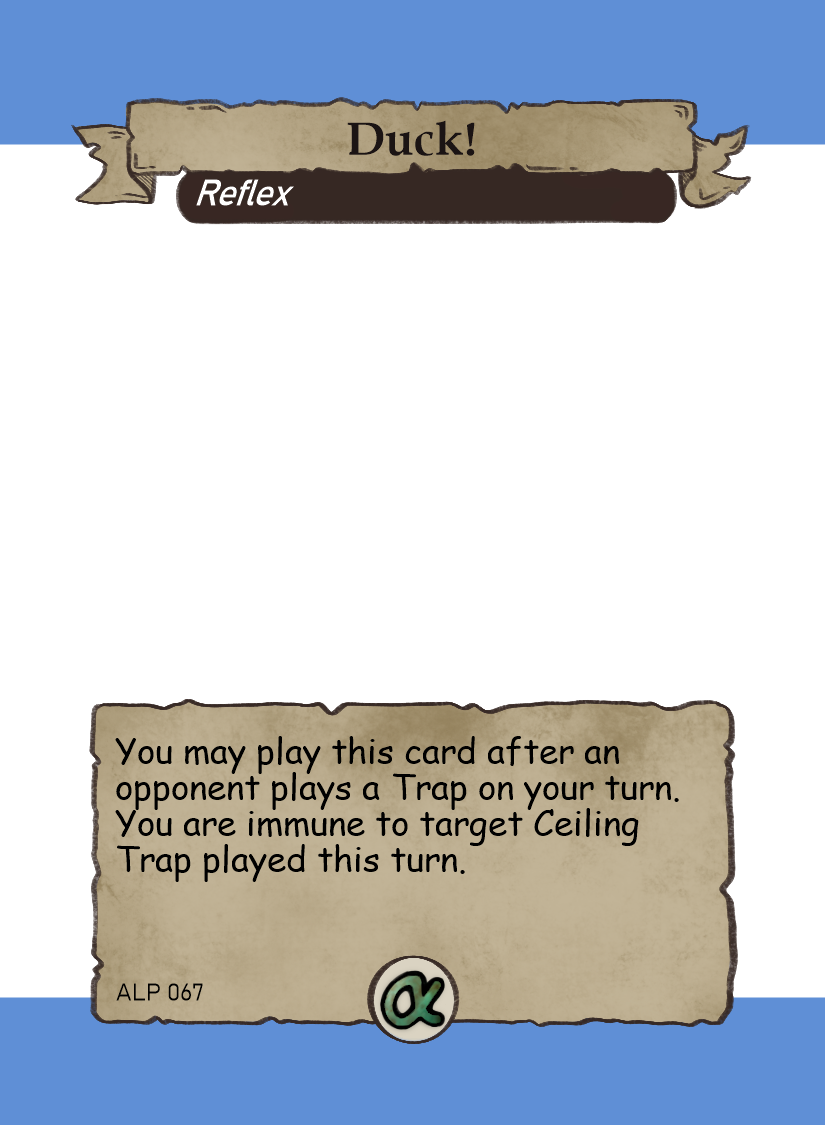 Duck!
Reflex
You may play this card after an
opponent plays a Trap on your turn.
You are immune to target Ceiling
Trap played this turn.
ALP 067
α